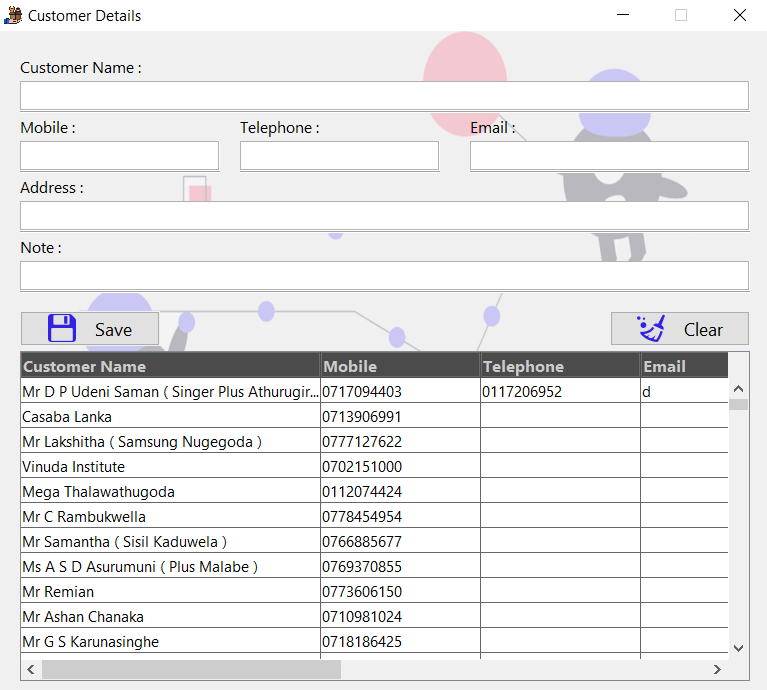 Customer Details
Customer Name :
Mobile : Telephone : Email :
Address :
Note :
Save Clear
Customer Name Mobile Telephone Email
Mr D P Udeni Saman ( Singer Plus Athurugir... 0717094403 0117206952 d
Casaba Lanka 0713906991
Mr Lakshitha ( Samsung Nugegoda ) 0777127622
Vinuda Institute 0702151000
Mega Thalawathugoda 0112074424
Mr C Rambukwella 0778454954
Mr Samantha ( Sisil Kaduwela ) 0766885677
Ms A S D Asurumuni ( Plus Malabe ) 0769370855
Mr Remian 0773606150
Mr Ashan Chanaka 0710981024
Mr G S Karunasinghe 0718186425